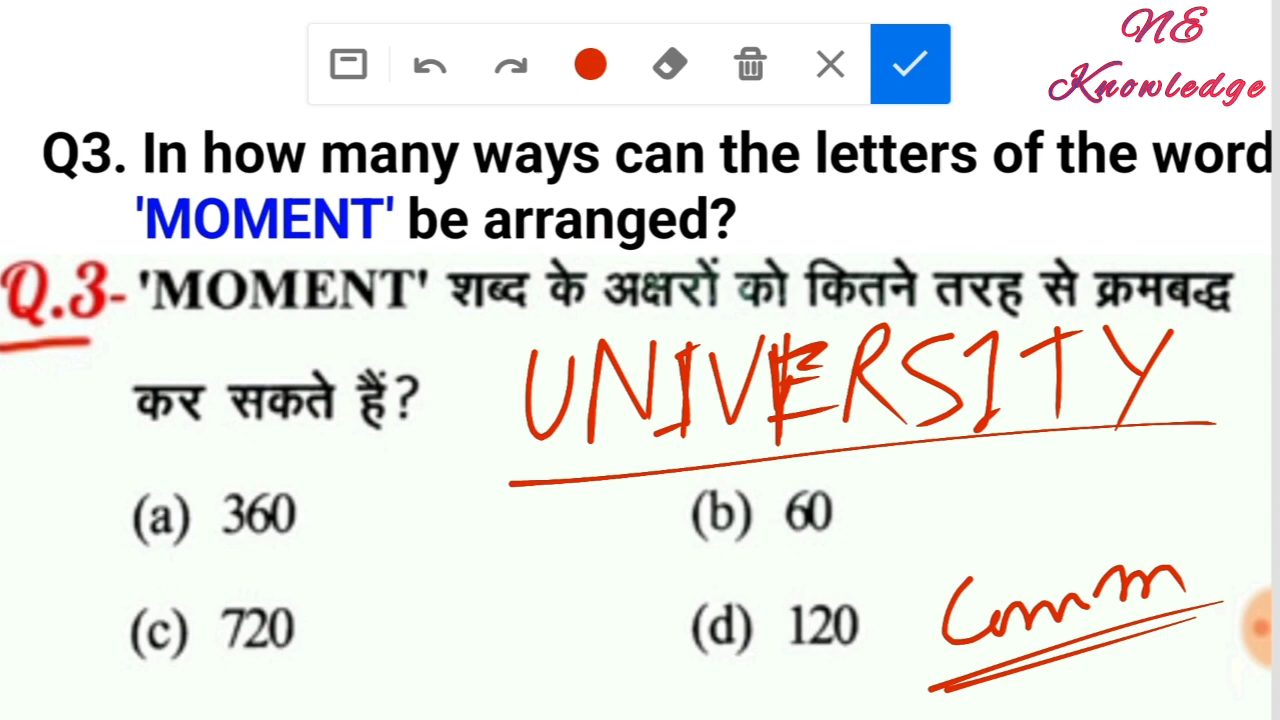 NE
Knowledge
Q3. In how many ways can the letters of the word
'MOMENT' be arranged?
Q.3- 'MOMENT' शब्द के अक्षरों को कितने तरह से क्रमबद्ध
कर सकते हैं?
UNIVERSITY
(a) 360 (b) 60
(c) 720 (d) 120
Comm